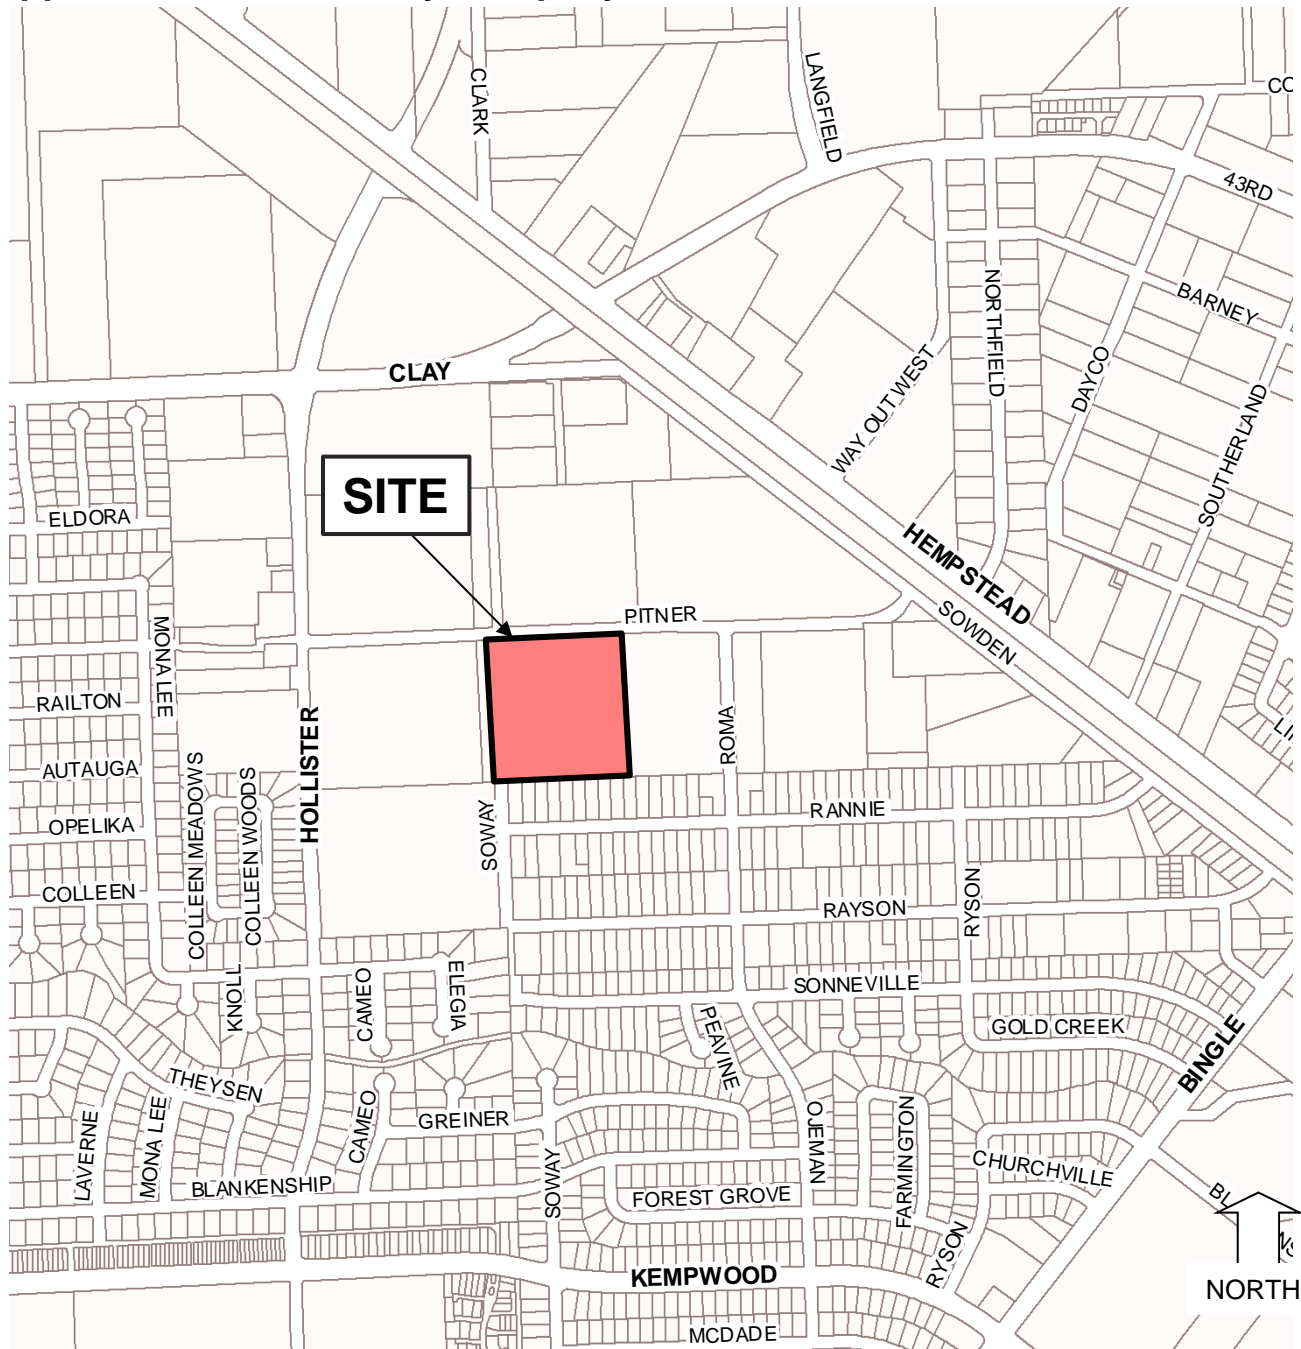 CLARK
LANGFIELD
43RD
BARNEY
NORTHFIELD
DAYCO
SOUTHERLAND
WAY OUT WEST
CLAY
SITE
ELDORA
HEMPSTEAD
SOWDEN
PITNER
MONA LEE
RAILTON
HOLLISTER
ROMA
AUTAUGA
COLLEEN MEADOWS
COLLEEN WOODS
OPELIKA
SOWAY
RANNIE
COLLEEN
RAYSON
RYSON
KNOLL
CAMEO
ELEGIA
SONNEVILLE
PEAVINE
GOLD CREEK
BINGLE
THEYSEN
LAVERNE
MONA LEE
CAMEO
GREINER
OJEMAN
FARMINGTON
CHURCHVILLE
BLANKENSHIP
SOWAY
FOREST GROVE
RYSON
KEMPWOOD
NORTH
MCDADE